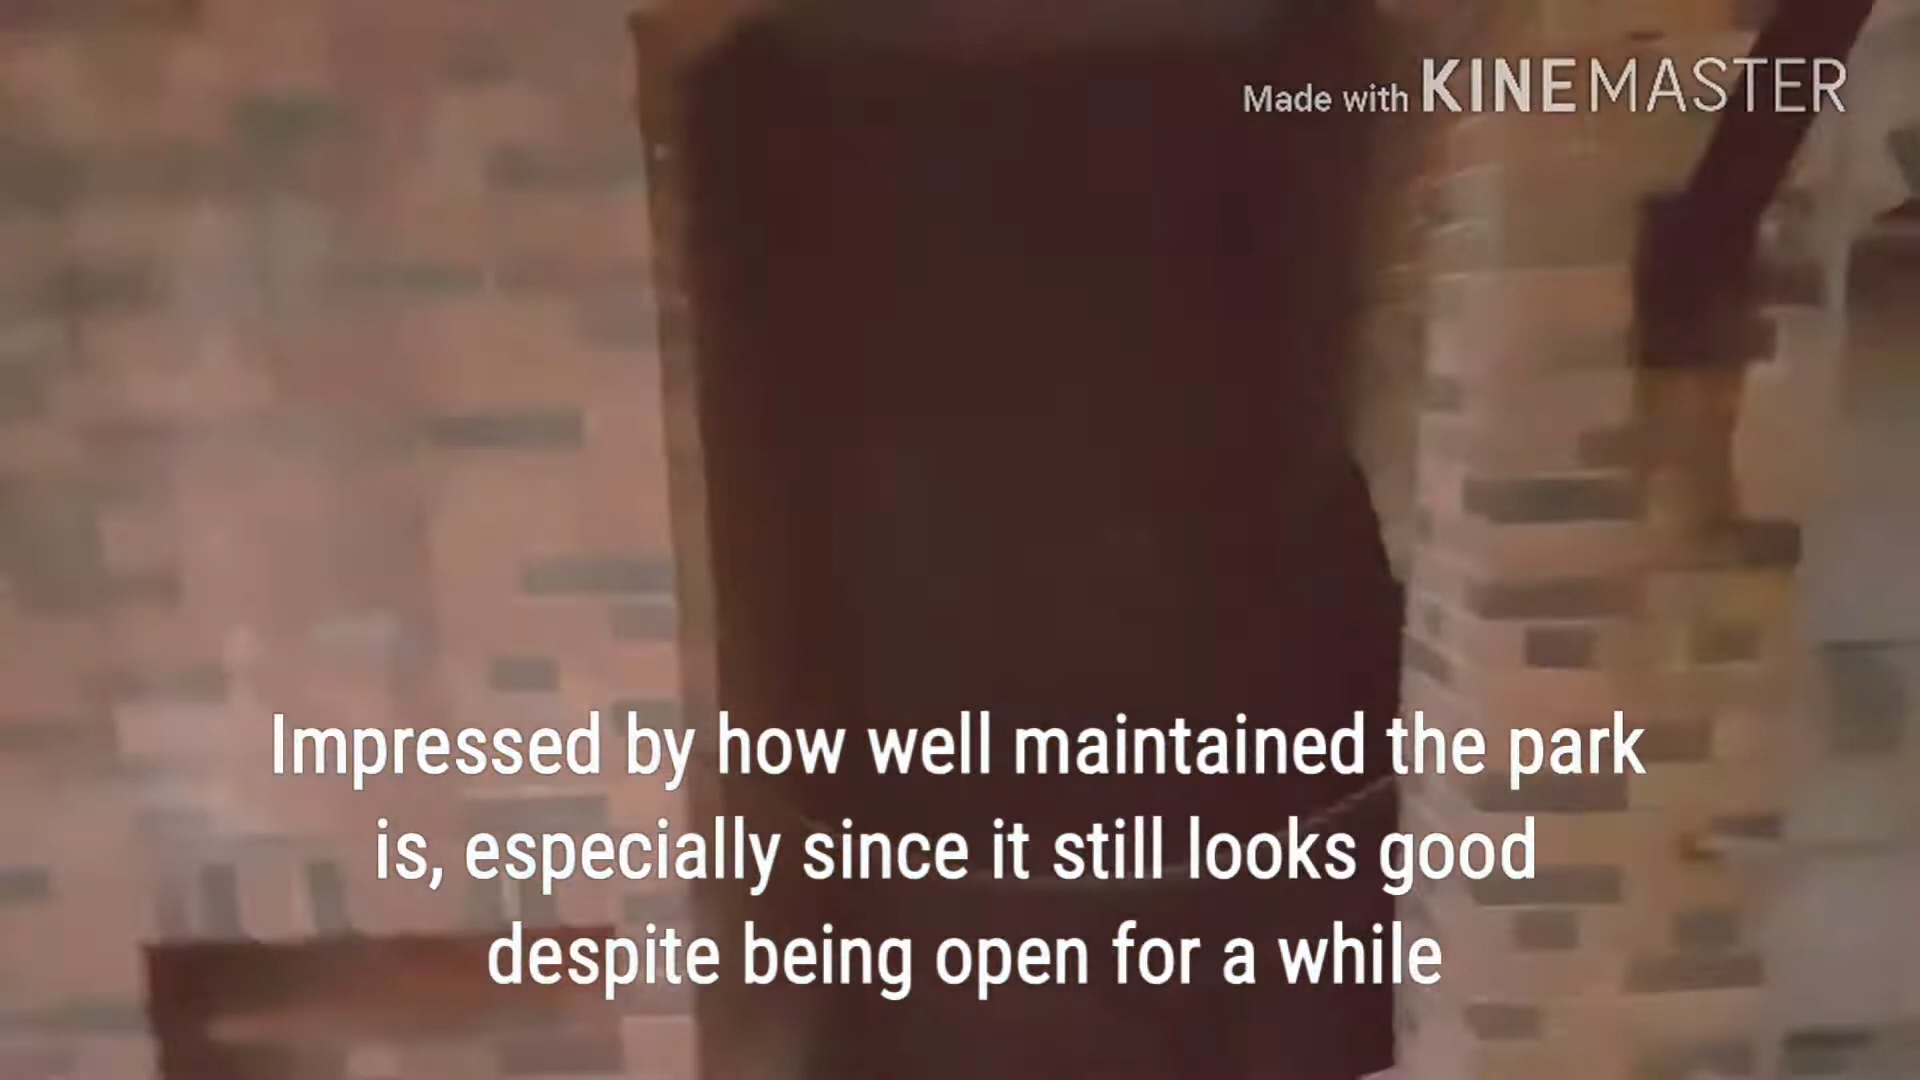 Made with KINEMASTER
Impressed by how well maintained the park
is, especially since it still looks good
despite being open for a while